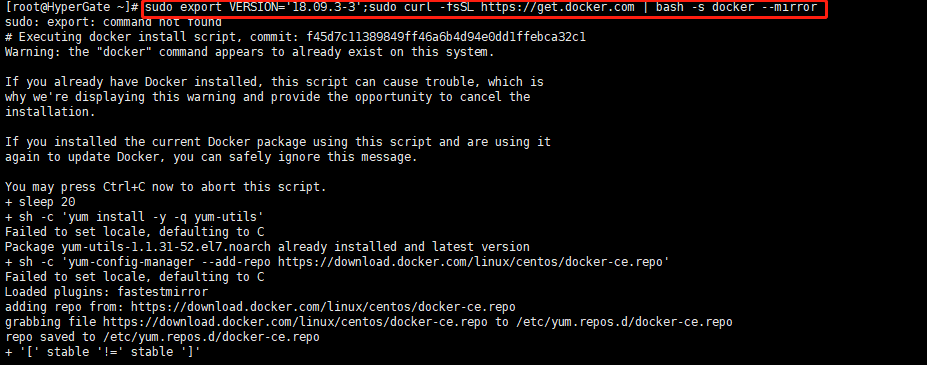 [root@HyperGate ~]# sudo export VERSION='18.09.3-3';sudo curl -fsSL https://get.docker.com | bash -s docker --mirror
sudo: export: command not found
# Executing docker install script, commit: f45d7c11389849ff46a6b4d94e0dd1ffebca32c1
Warning: the "docker" command appears to already exist on this system.

If you already have Docker installed, this script can cause trouble, which is
why we're displaying this warning and provide the opportunity to cancel the
installation.

If you installed the current Docker package using this script and are using it
again to update Docker, you can safely ignore this message.

You may press Ctrl+C now to abort this script.
+ sleep 20
+ sh -c 'yum install -y -q yum-utils'
Failed to set locale, defaulting to C
Package yum-utils-1.1.31-52.el7.noarch already installed and latest version
+ sh -c 'yum-config-manager --add-repo https://download.docker.com/linux/centos/docker-ce.repo'
Failed to set locale, defaulting to C
Loaded plugins: fastestmirror
adding repo from: https://download.docker.com/linux/centos/docker-ce.repo
grabbing file https://download.docker.com/linux/centos/docker-ce.repo to /etc/yum.repos.d/docker-ce.repo
repo saved to /etc/yum.repos.d/docker-ce.repo
+ '[' stable '!=' stable ']'